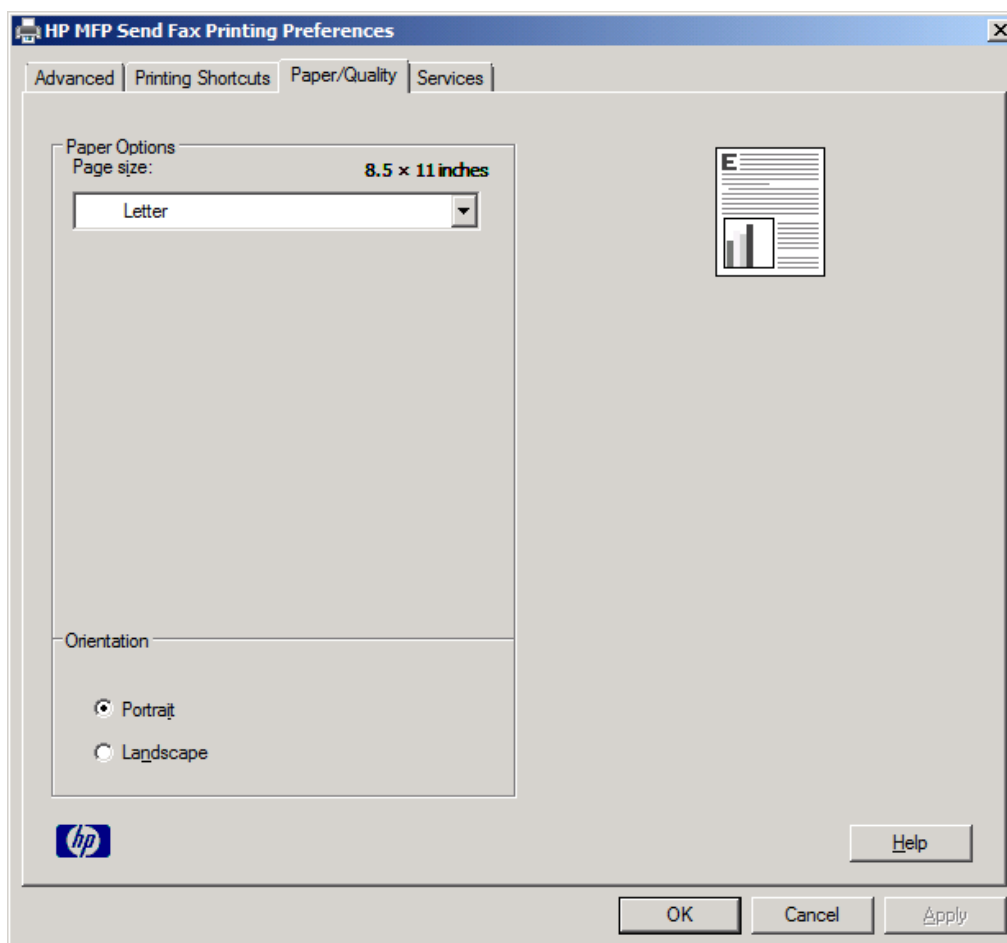 HP MFP Send Fax Printing Preferences
Advanced
Printing Shortcuts
Paper/Quality
Services
Paper Options
Page size:
8.5 × 11 inches
Letter
E
Orientation
Portrait
Landscape
hp
Help
OK
Cancel
Apply